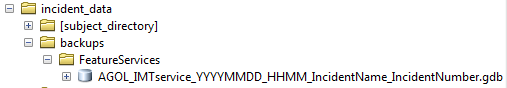 incident_data
[subject_directory]
backups
FeatureServices
AGOL_IMTservice_YYYYMMDD_HHMM_IncidentName_IncidentNumber.gdb